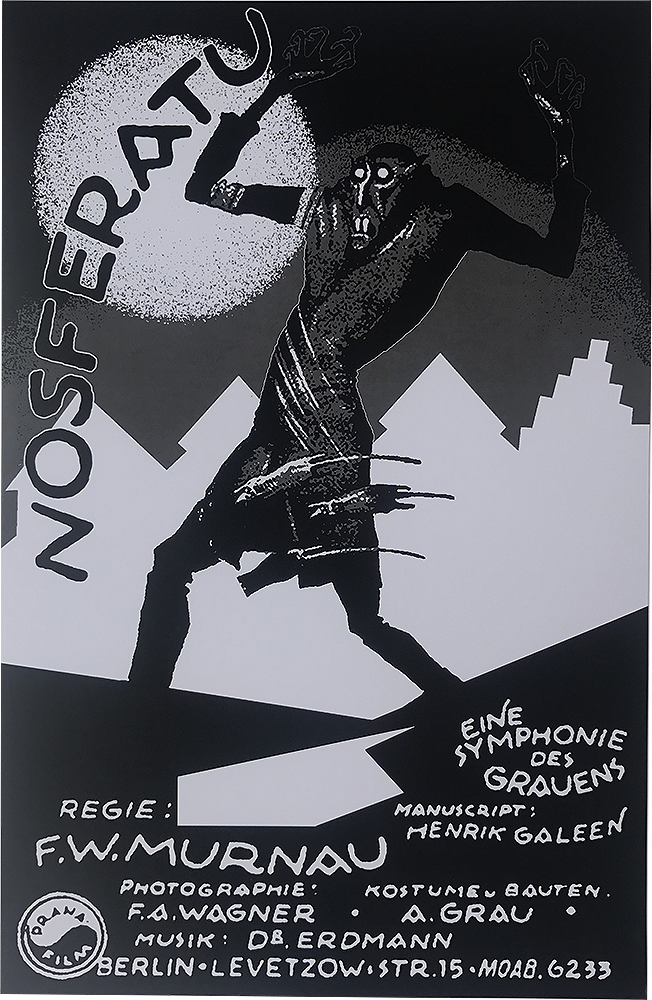 NOSFERATU
EINE
SYMPHONIE
DES
GRAUENS
REGIE:
F.W.MURNAU
MANUSCRIPT:
HENRIK GALEEN
PHOTOGRAPHIE:
F.A.WAGNER •
KOSTUME U BAUTEN.
A.GRAU •
MUSIK: DR. ERDMANN
PRANA-
FILM
BERLIN•LEVETZOW•STR.15•MOAB.6233